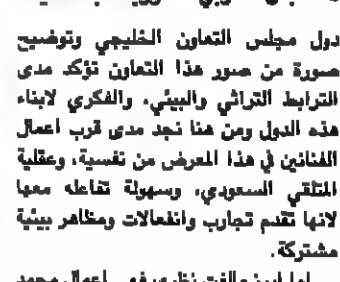 دول مجلس التعاون الخليجي وتوضيح
صورة من صور هذا التعاون تؤكد مدى
الترابط التراثي والبيئي، والفكري لابناء
هذه الدول ومن هنا نجد مدى قرب اعمال
الفنانين في هذا المعرض من نفسية، وعقلية
المتلقي السعودي، وسهولة تفاعله معها
لانها تقدم تجارب وانفعالات ومظاهر بيئية
مشتركة.